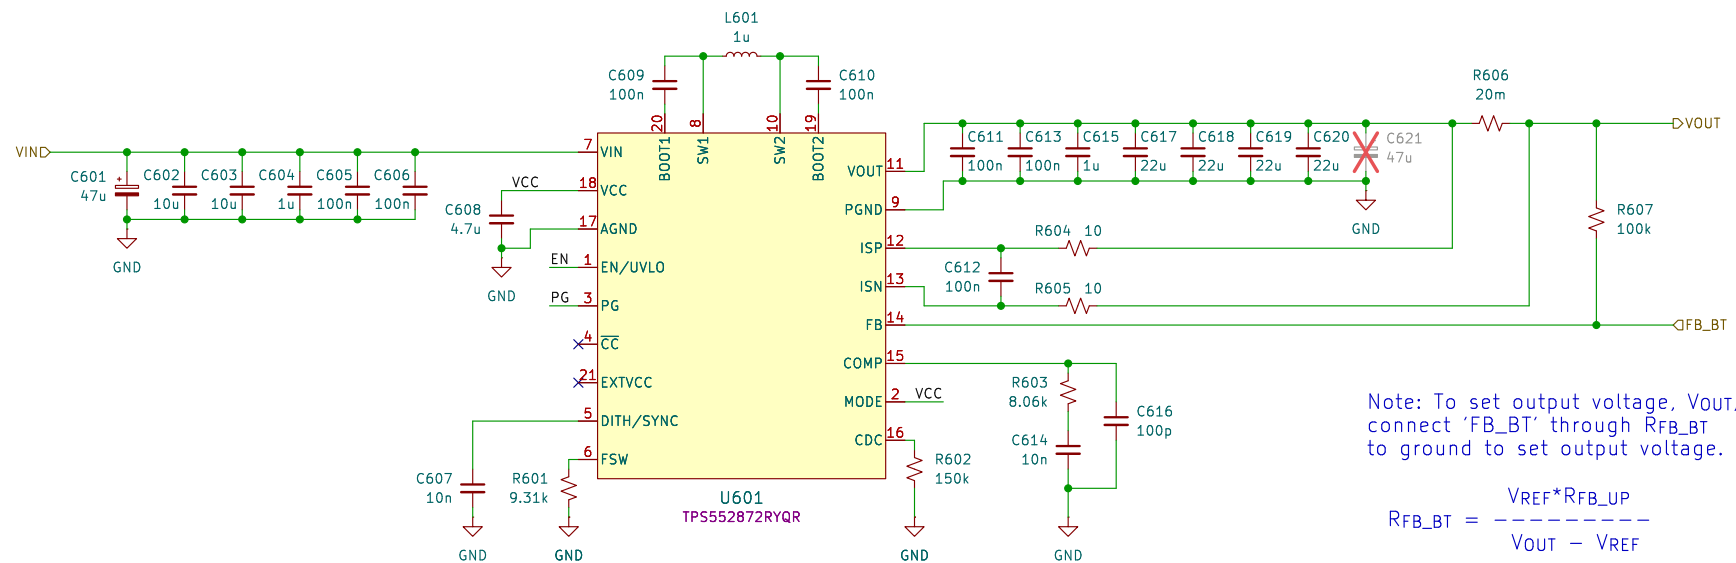 L601
1u
C609
100n
C610
100n
R606
20m
20
8
10
19
BOOT1
SW1
SW2
BOOT2
VIN
7
VIN
C601
47u
+
C602
10u
C603
10u
C604
1u
C605
100n
C606
100n
GND
VCC
18
VCC
C608
4.7u
17
AGND
GND
EN
1
EN/UVLO
PG
3
PG
4
CC
21
EXTVCC
5
DITH/SYNC
6
FSW
C607
10n
GND
R601
9.31k
GND
U601
TPS552872RYQR
VOUT
11
PGND
9
ISP
12
ISN
13
FB
14
COMP
15
MODE
2
VCC
CDC
16
C611
100n
C613
100n
C615
1u
C617
22u
C618
22u
C619
22u
C620
22u
C621
47u
GND
VOUT
R604 10
C612
100n
R605 10
R607
100k
FB_BT
R603
8.06k
C614
10n
C616
100p
GND
R602
150k
GND
Note: To set output voltage, VOUT,
connect 'FB_BT' through RFB_BT
to ground to set output voltage.
VREF*RFB_UP
RFB_BT = ---------
VOUT - VREF